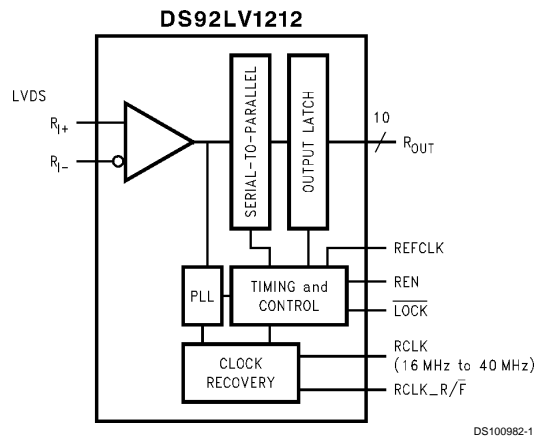 DS92LV1212
LVDS
RI+
RI-
SERIAL-TO-PARALLEL
OUTPUT LATCH
10
ROUT
REFCLK
REN
LOCK
PLL
TIMING and
CONTROL
RCLK
(16 MHz to 40 MHz)
CLOCK
RECOVERY
RCLK_R/F̅
DS100982-1